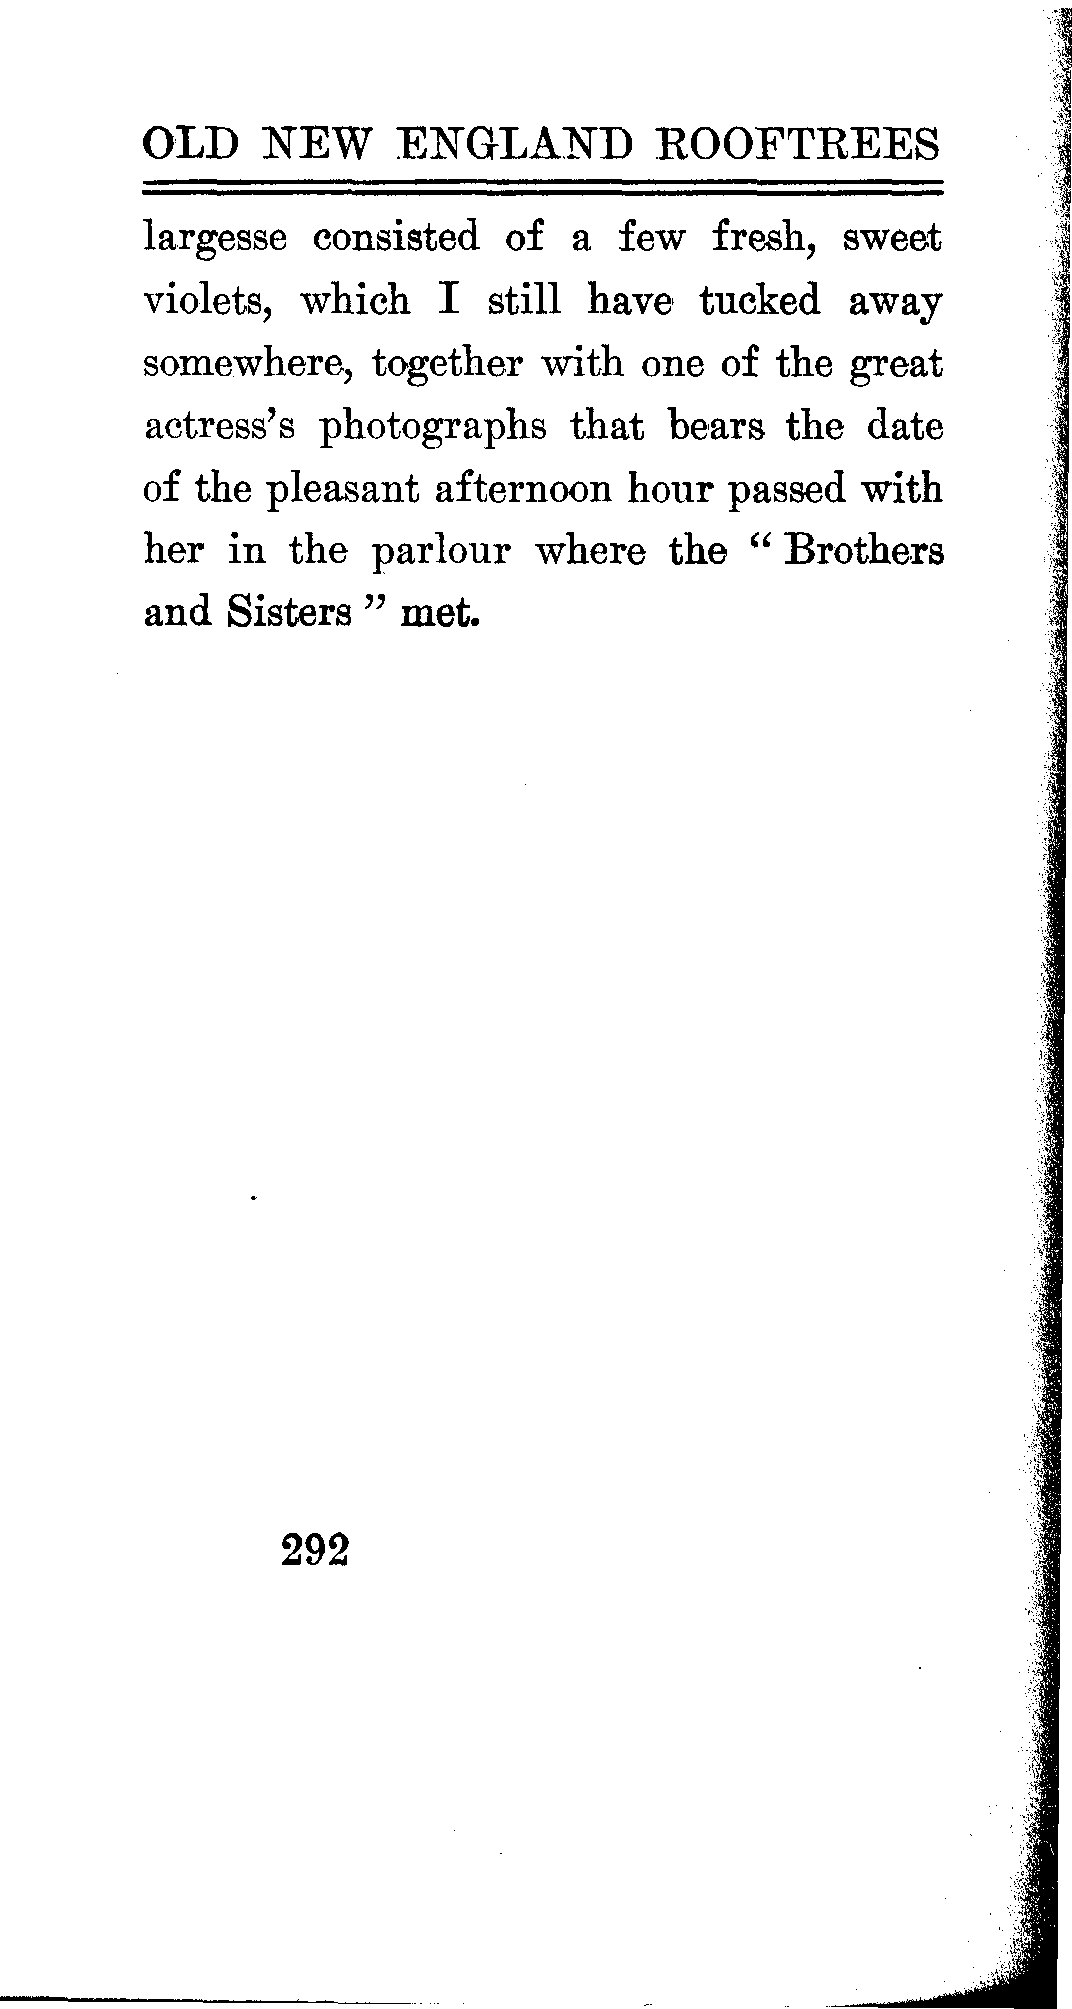 OLD NEW ENGLAND ROOFTREES
largesse consisted of a few fresh, sweet
violets, which I still have tucked away
somewhere, together with one of the great
actress's photographs that bears the date
of the pleasant afternoon hour passed with
her in the parlour where the " Brothers
and Sisters " met.
292